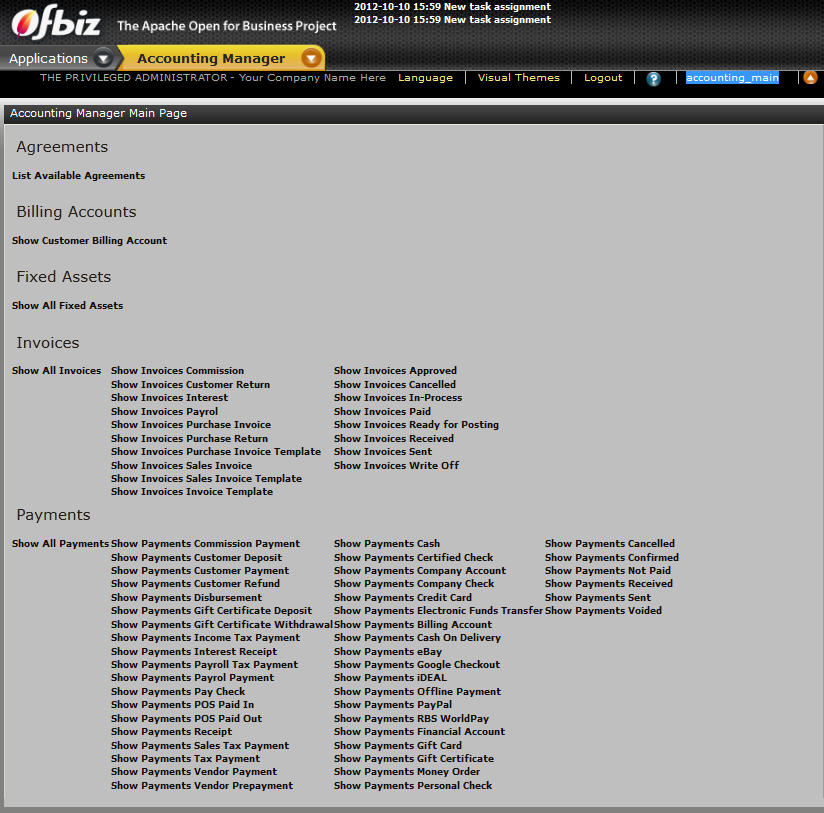 Ofbiz The Apache Open for Business Project
2012-10-10 15:59 New task assignment
2012-10-10 15:59 New task assignment
Applications Accounting Manager
THE PRIVILEGED ADMINISTRATOR - Your Company Name Here Language Visual Themes Logout ? accounting_main
Accounting Manager Main Page
Agreements
List Available Agreements
Billing Accounts
Show Customer Billing Account
Fixed Assets
Show All Fixed Assets
Invoices
Show All Invoices Show Invoices Commission Show Invoices Approved
Show Invoices Customer Return Show Invoices Cancelled
Show Invoices Interest Show Invoices In-Process
Show Invoices Payrol Show Invoices Paid
Show Invoices Purchase Invoice Show Invoices Ready for Posting
Show Invoices Purchase Return Show Invoices Received
Show Invoices Purchase Invoice Template Show Invoices Sent
Show Invoices Sales Invoice Show Invoices Write Off
Show Invoices Sales Invoice Template
Show Invoices Invoice Template
Payments
Show All Payments Show Payments Commission Payment Show Payments Cash Show Payments Cancelled
Show Payments Customer Deposit Show Payments Certified Check Show Payments Confirmed
Show Payments Customer Payment Show Payments Company Account Show Payments Not Paid
Show Payments Customer Refund Show Payments Company Check Show Payments Received
Show Payments Disbursement Show Payments Credit Card Show Payments Sent
Show Payments Gift Certificate Deposit Show Payments Electronic Funds Transfer Show Payments Voided
Show Payments Gift Certificate Withdrawal Show Payments Billing Account
Show Payments Income Tax Payment Show Payments Cash On Delivery
Show Payments Interest Receipt Show Payments eBay
Show Payments Payroll Tax Payment Show Payments Google Checkout
Show Payments Payrol Payment Show Payments iDEAL
Show Payments Pay Check Show Payments Offline Payment
Show Payments POS Paid In Show Payments PayPal
Show Payments POS Paid Out Show Payments RBS WorldPay
Show Payments Receipt Show Payments Financial Account
Show Payments Sales Tax Payment Show Payments Gift Card
Show Payments Tax Payment Show Payments Gift Certificate
Show Payments Vendor Payment Show Payments Money Order
Show Payments Vendor Prepayment Show Payments Personal Check